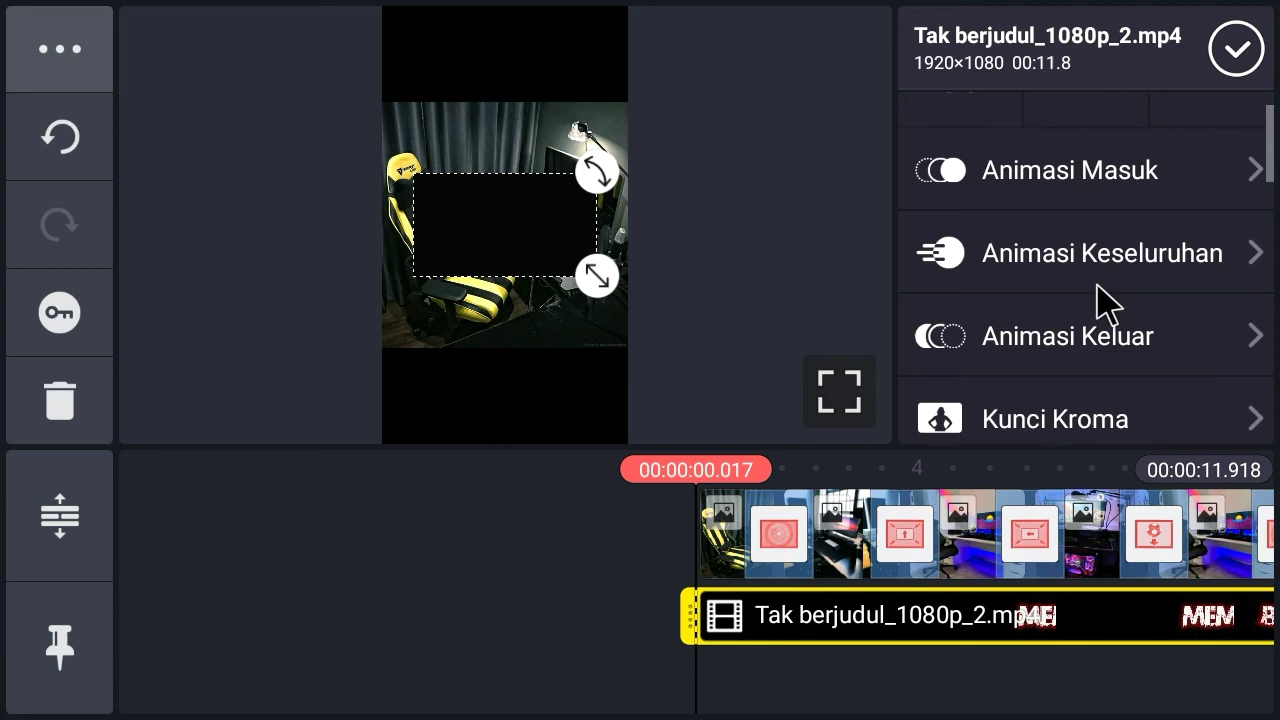 Tak berjudul_1080p_2.mp4
1920×1080 00:11.8
Animasi Masuk
Animasi Keseluruhan
Animasi Keluar
Kunci Kroma
00:00:00.017
4
00:00:11.918
Tak berjudul_1080p_2.mp4
MEM